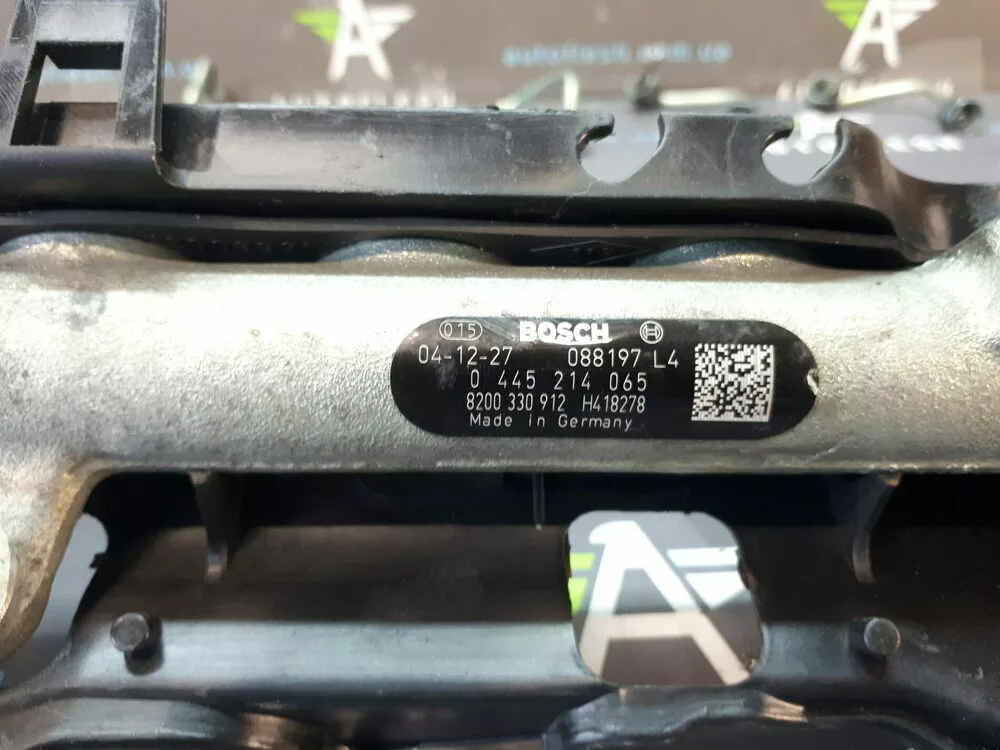 015 BOSCH
04-12-27 088197 L4
0 445 214 065
8200 330 912 H418278
Made in Germany